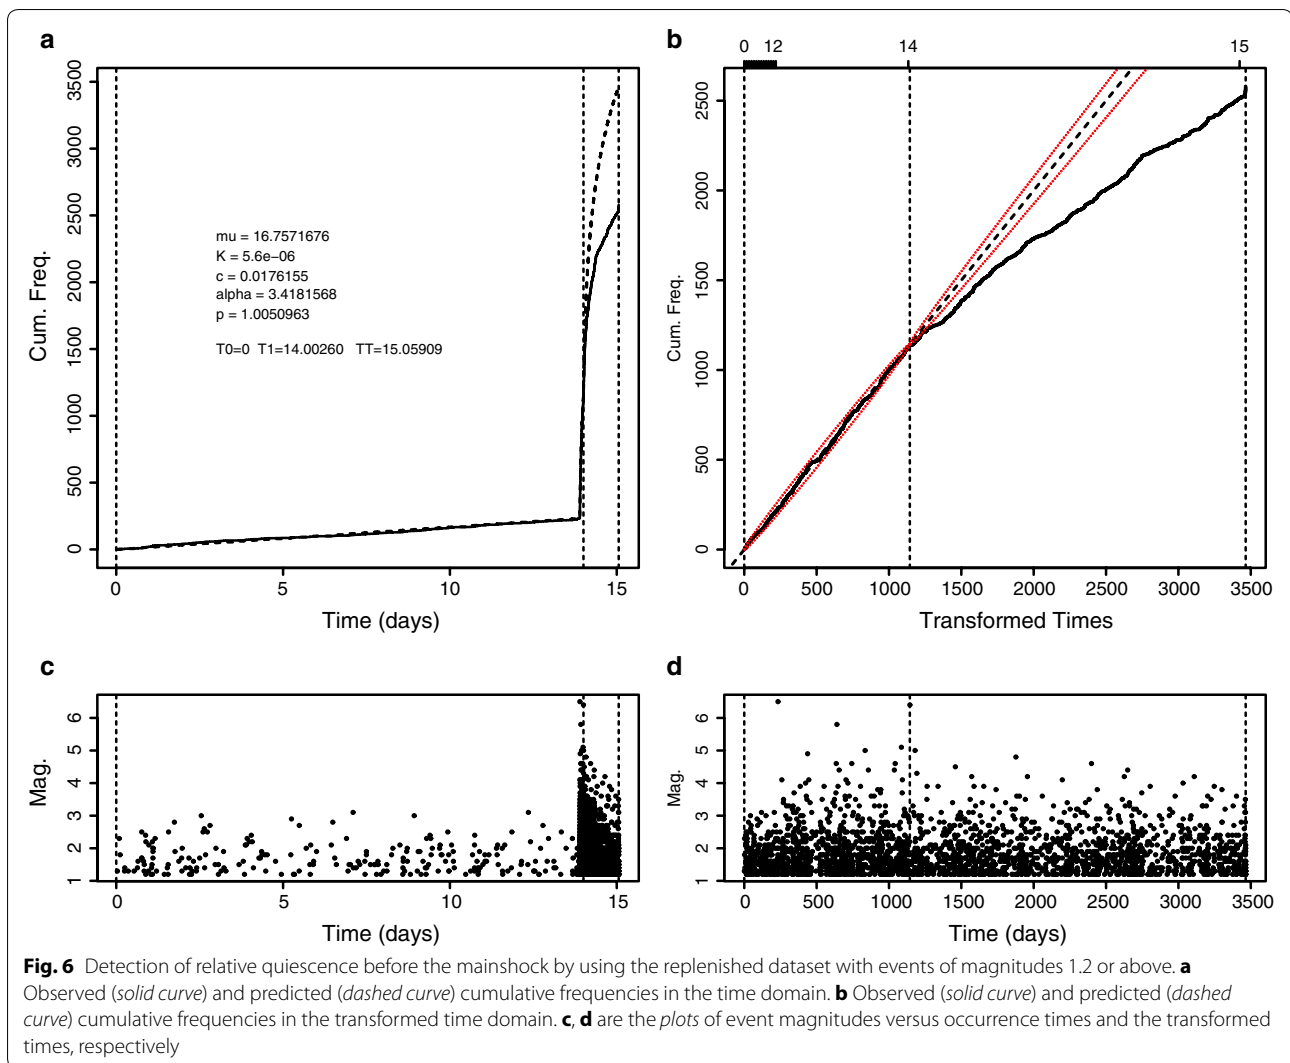 a
b
0 12 14 15
3500
3000
2500
2000
1500
1000
500
0
Cum. Freq.
mu = 16.7571676
K = 5.6e−06
c = 0.0176155
alpha = 3.4181568
p = 1.0050963
T0=0 T1=14.00260 TT=15.05909
0 5 10 15
Time (days)
2500
2000
1500
1000
500
0
Cum. Freq.
0 500 1000 1500 2000 2500 3000 3500
Transformed Times
c
d
6
5
4
3
2
1
Mag.
0 5 10 15
Time (days)
6
5
4
3
2
1
Mag.
0 500 1000 1500 2000 2500 3000 3500
Time (days)
Fig. 6 Detection of relative quiescence before the mainshock by using the replenished dataset with events of magnitudes 1.2 or above. a
Observed (solid curve) and predicted (dashed curve) cumulative frequencies in the time domain. b Observed (solid curve) and predicted (dashed
curve) cumulative frequencies in the transformed time domain. c, d are the plots of event magnitudes versus occurrence times and the transformed
times, respectively